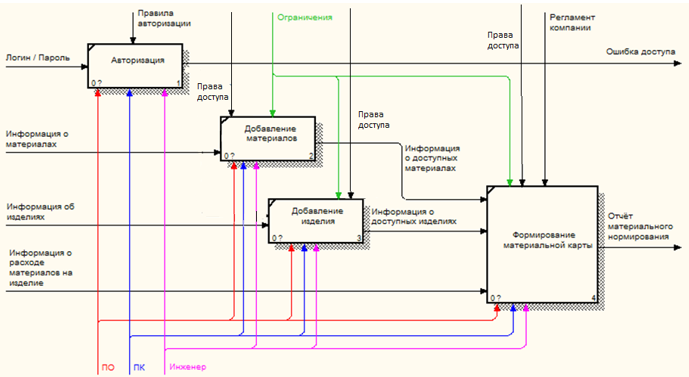 Правила
авторизации
Ограничения
Регламент
компании
Права
доступа
Логин / Пароль
Авторизация
0 ?
1
Ошибка доступа
Права
доступа
Права
доступа
Информация о
материалах
Добавление
материалов
0 ?
2
Информация
о доступных
материалах
Информация об
изделиях
Добавление
изделия
0 ?
3
Информация о
доступных изделиях
Формирование
материальной карты
0 ?
4
Отчёт
материального
нормирования
Информация о
расходе
материалов на
изделие
ПО
ПК
Инженер